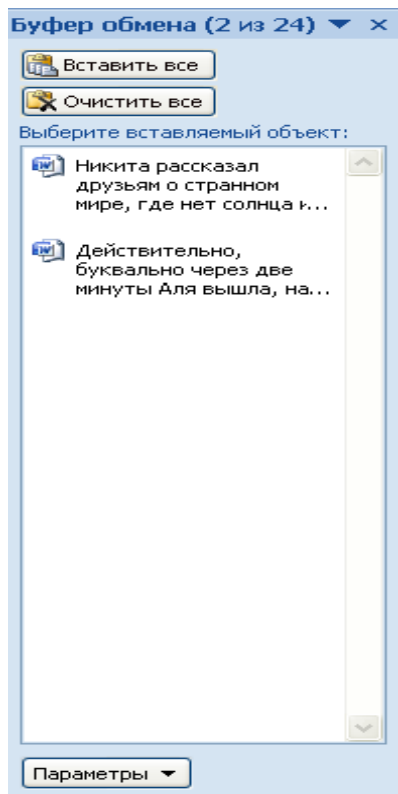 Буфер обмена (2 из 24)
Вставить все
Очистить все
Выберите вставляемый объект:
Никита рассказал
друзьям о странном
мире, где нет солнца и...
Действительно,
буквально через две
минуты Аля вышла, на...
Параметры